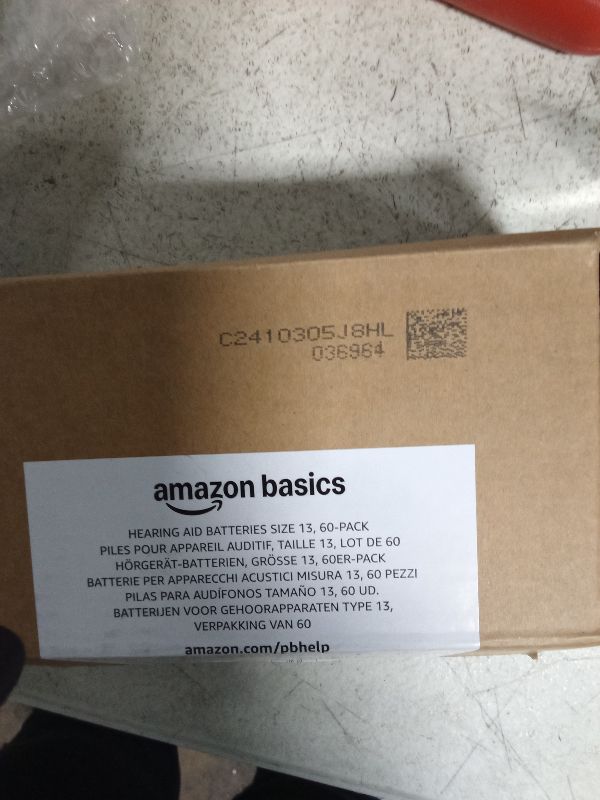 C2410305J8HL
036964
amazon basics
HEARING AID BATTERIES SIZE 13, 60-PACK
PILES POUR APPAREIL AUDITIF, TAILLE 13, LOT DE 60
HÖRGERÄT-BATTERIEN, GRÖSSE 13, 60ER-PACK
BATTERIE PER APPARECCHI ACUSTICI MISURA 13, 60 PEZZI
PILAS PARA AUDÍFONOS TAMAÑO 13, 60 UD.
BATTERIJEN VOOR GEHOORAPPARATEN TYPE 13,
VERPAKKING VAN 60
amazon.com/pbhelp